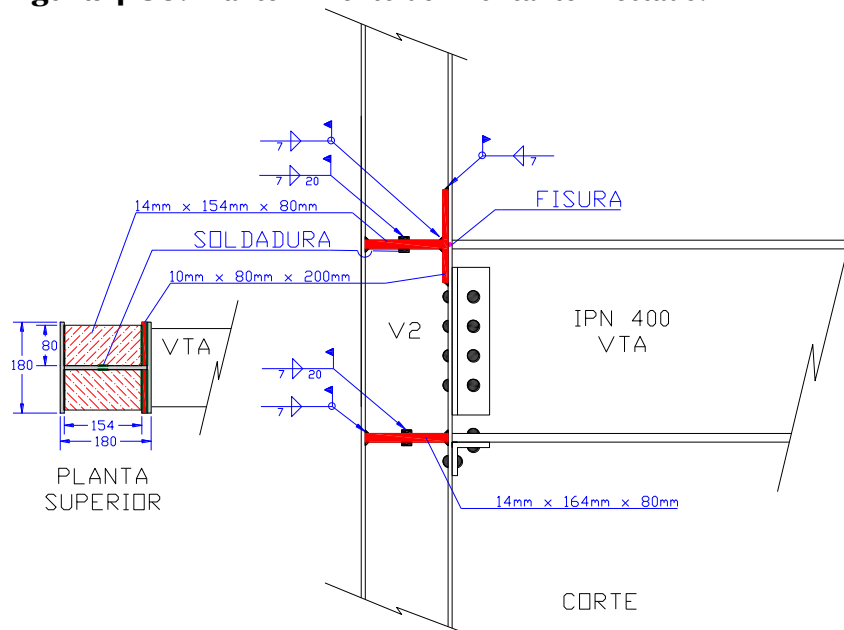 7
7 20
7
FISURA
14mm x 154mm x 80mm
SOLDADURA
10mm x 80mm x 200mm
V2
IPN 400
VTA
VTA
80
180
154
180
7 20
7
PLANTA
SUPERIOR
14mm x 164mm x 80mm
CORTE